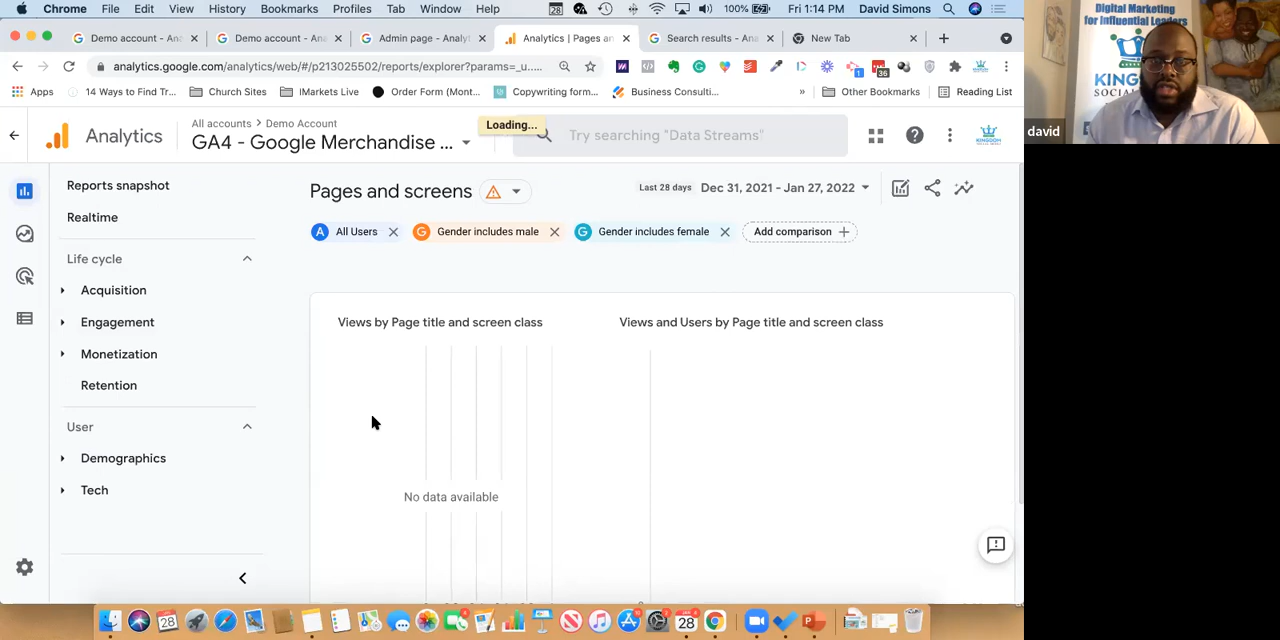 Chrome File Edit View History Bookmarks Profiles Tab Window Help 28 100% Fri 1:14 PM David Simons
Demo account - An Demo account - An Admin page - Analyt Analytics | Pages an Search results - Ana New Tab
analytics.google.com/analytics/web/#/p213025502/reports/explorer?params=_u..... 1 36
Apps 14 Ways to Find Tr... Church Sites IMarkets Live Order Form (Mont... Copywriting form... Business Consulti... » Other Bookmarks Reading List
Analytics All accounts > Demo Account
GA4 - Google Merchandise ...
Loading...
Try searching "Data Streams"
Reports snapshot
Realtime
Life cycle
Acquisition
Engagement
Monetization
Retention
User
Demographics
Tech
Pages and screens
Last 28 days Dec 31, 2021 - Jan 27, 2022
A All Users G Gender includes male G Gender includes female Add comparison +
Views by Page title and screen class
Views and Users by Page title and screen class
No data available
28 28
Digital Marketing
for Influential Leaders
david